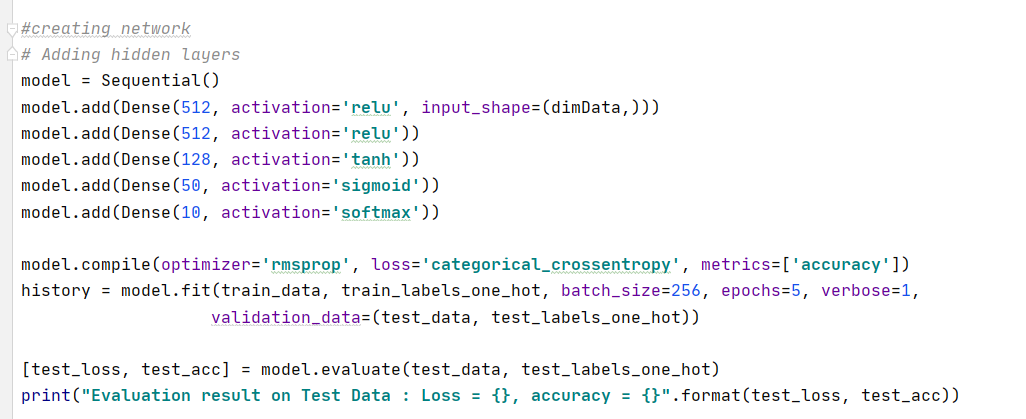 #creating network
# Adding hidden layers
model = Sequential()
model.add(Dense(512, activation='relu', input_shape=(dimData,)))
model.add(Dense(512, activation='relu'))
model.add(Dense(128, activation='tanh'))
model.add(Dense(50, activation='sigmoid'))
model.add(Dense(10, activation='softmax'))

model.compile(optimizer='rmsprop', loss='categorical_crossentropy', metrics=['accuracy'])
history = model.fit(train_data, train_labels_one_hot, batch_size=256, epochs=5, verbose=1,
                   validation_data=(test_data, test_labels_one_hot))

[test_loss, test_acc] = model.evaluate(test_data, test_labels_one_hot)
print("Evaluation result on Test Data : Loss = {}, accuracy = {}".format(test_loss, test_acc))